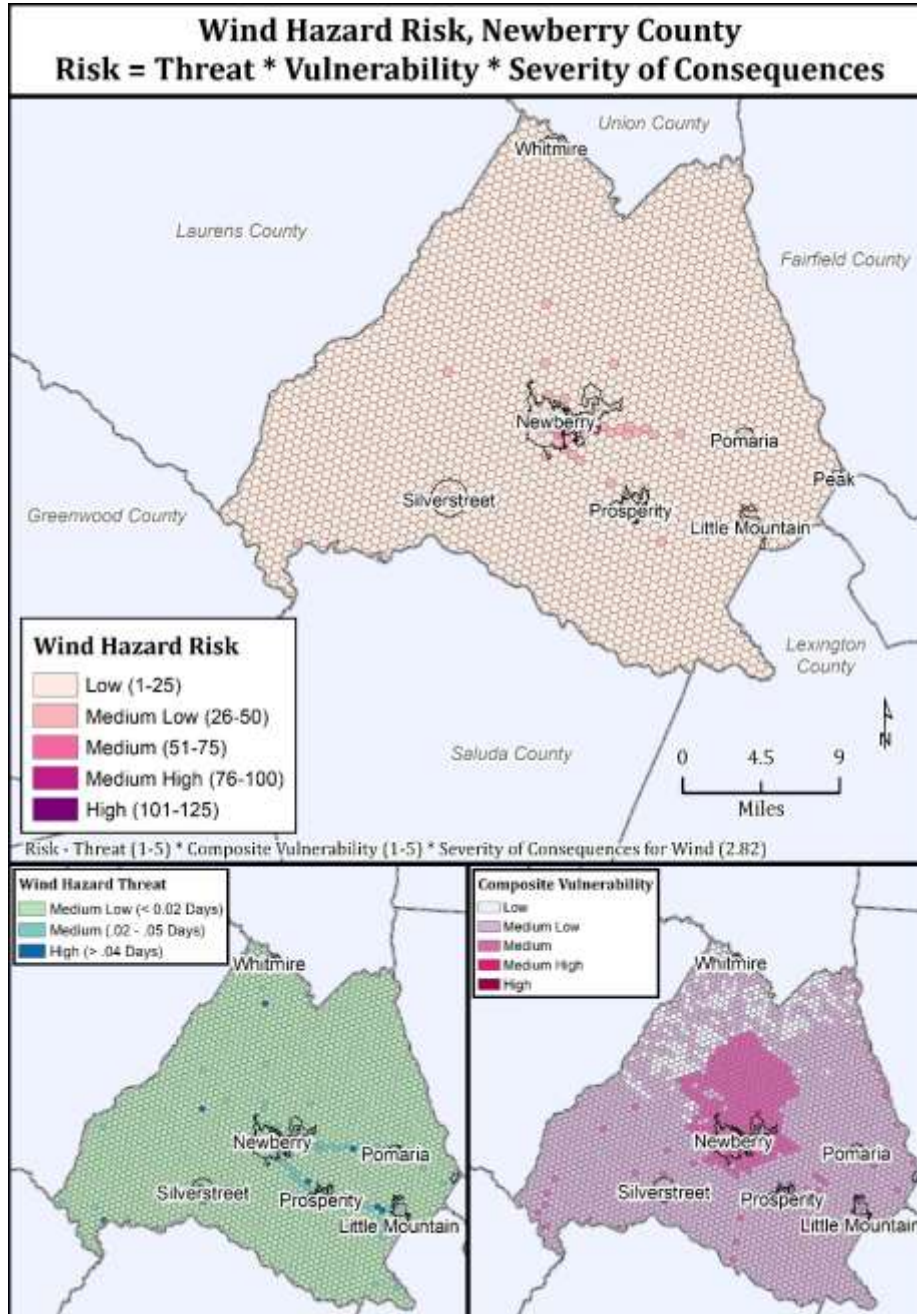 Wind Hazard Risk, Newberry County
Risk = Threat * Vulnerability * Severity of Consequences
Union County
Whitmire
Laurens County
Fairfield County
Newberry
Pomaria
Peak
Silverstreet
Prosperity
Greenwood County
Little Mountain
Wind Hazard Risk
Low (1-25)
Medium Low (26-50)
Medium (51-75)
Medium High (76-100)
High (101-125)
Lexington
County
Saluda County
N
0 4.5 9
Miles
Risk - Threat (1-5) * Composite Vulnerability (1-5) * Severity of Consequences for Wind (2.82)
Wind Hazard Threat
Medium Low (< 0.02 Days)
Medium (.02 - .05 Days)
High (> .04 Days)
Whitmire
Newberry
Pomaria
Silverstreet
Prosperity
Little Mountain
Composite Vulnerability
Low
Medium Low
Medium
Medium High
High
Whitmire
Newberry
Pomaria
Silverstreet
Prosperity
Little Mountain